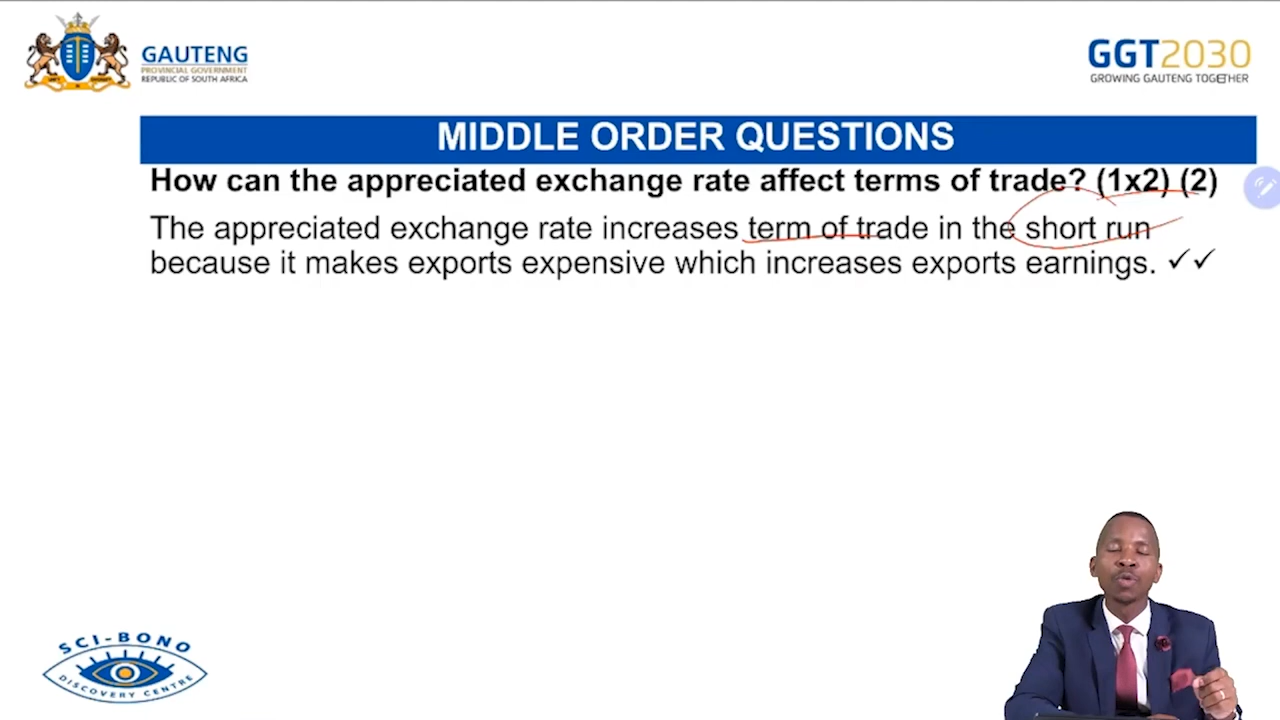 GAUTENG
PROVINCIAL GOVERNMENT
REPUBLIC OF SOUTH AFRICA
GGT2030
GROWING GAUTENG TOGETHER
MIDDLE ORDER QUESTIONS
How can the appreciated exchange rate affect terms of trade? (1x2) (2)
The appreciated exchange rate increases term of trade in the short run
because it makes exports expensive which increases exports earnings. ✓✓
SCI-BONO
DISCOVERY CENTRE